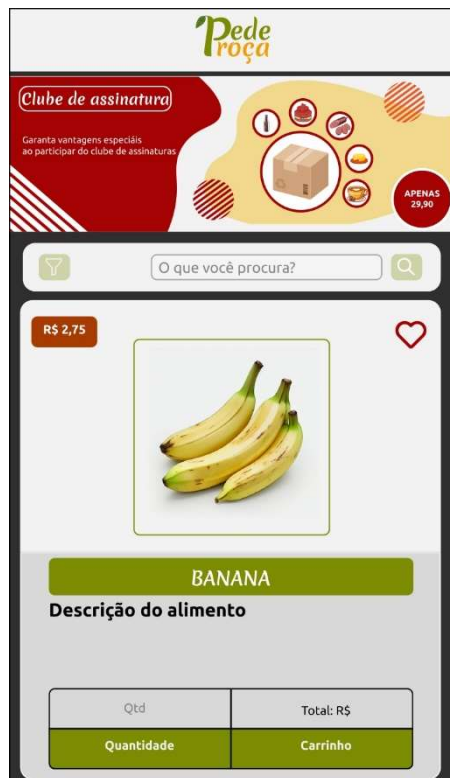 Pede
roça
Clube de assinatura
Garanta vantagens especiáis
ao participar do clube de assinaturas
APENAS
29,90
O que você procura?
R$ 2,75
BANANA
Descrição do alimento
Qtd
Total: R$
Quantidade
Carrinho